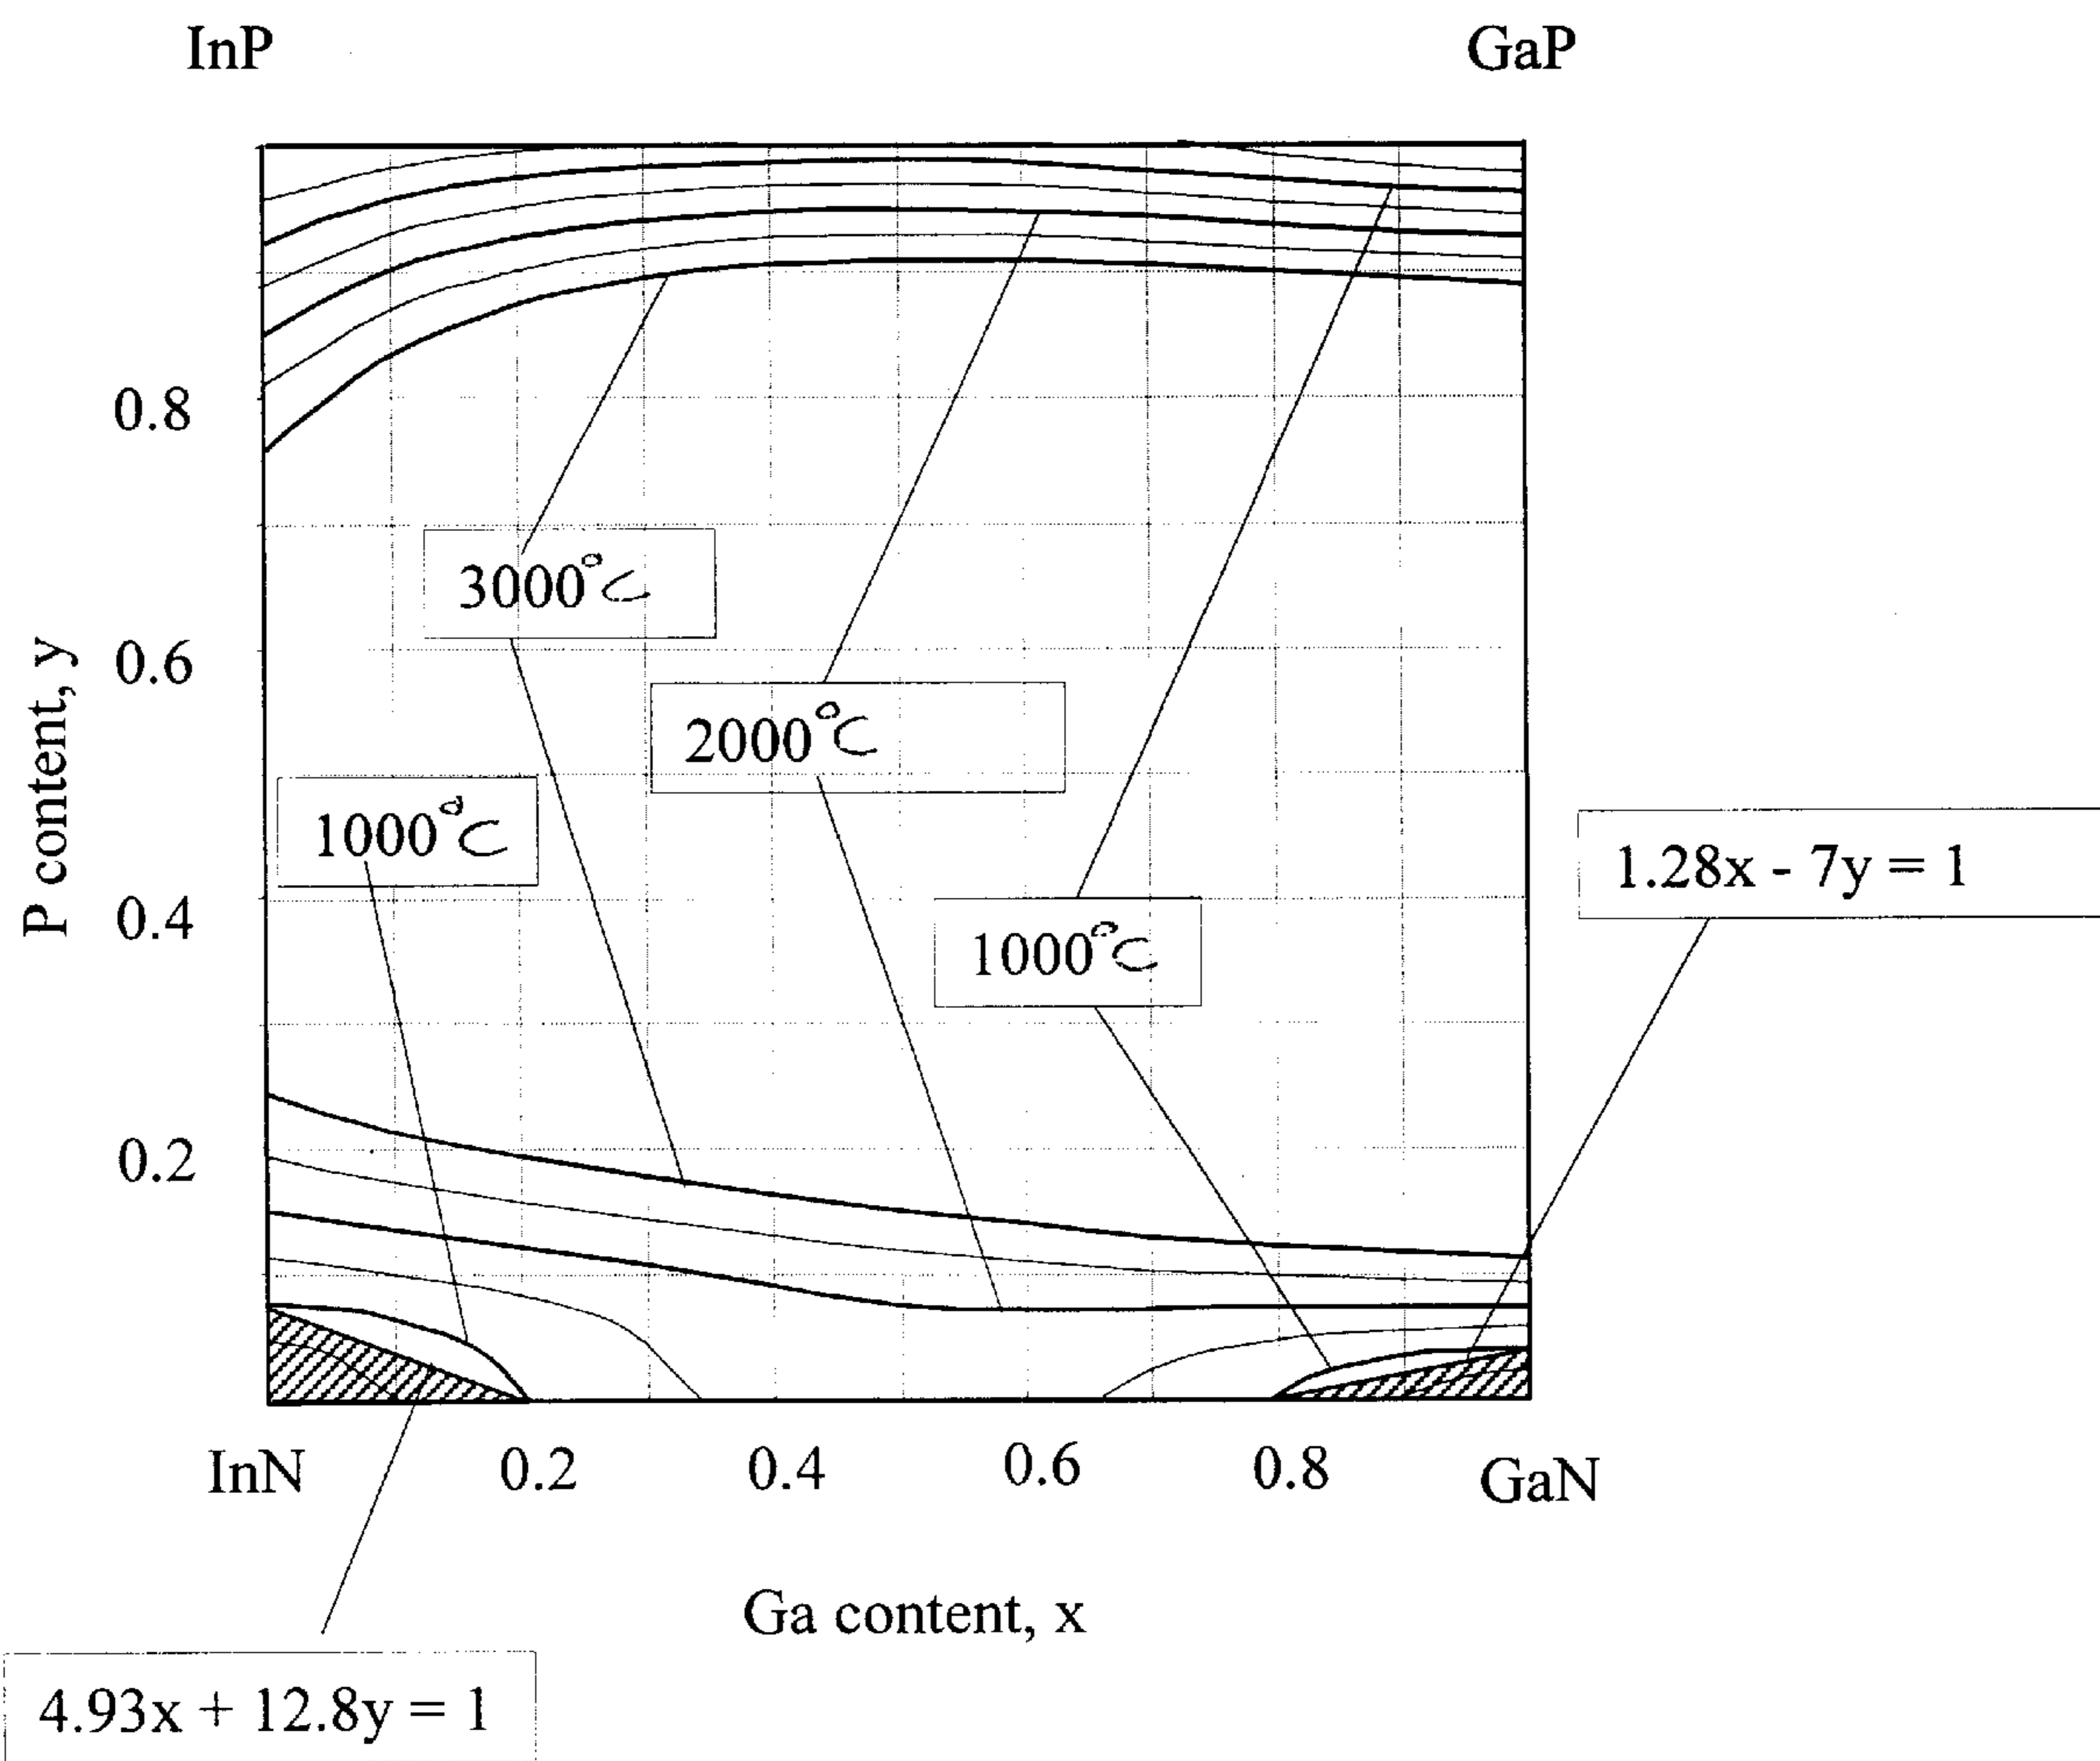 InP
GaP
0.8
3000°C
0.6
2000°C
1000°C
1.28x - 7y = 1
0.4
1000°C
P content, y
0.2
InN
0.2
0.4
0.6
0.8
GaN
Ga content, x
4.93x + 12.8y = 1